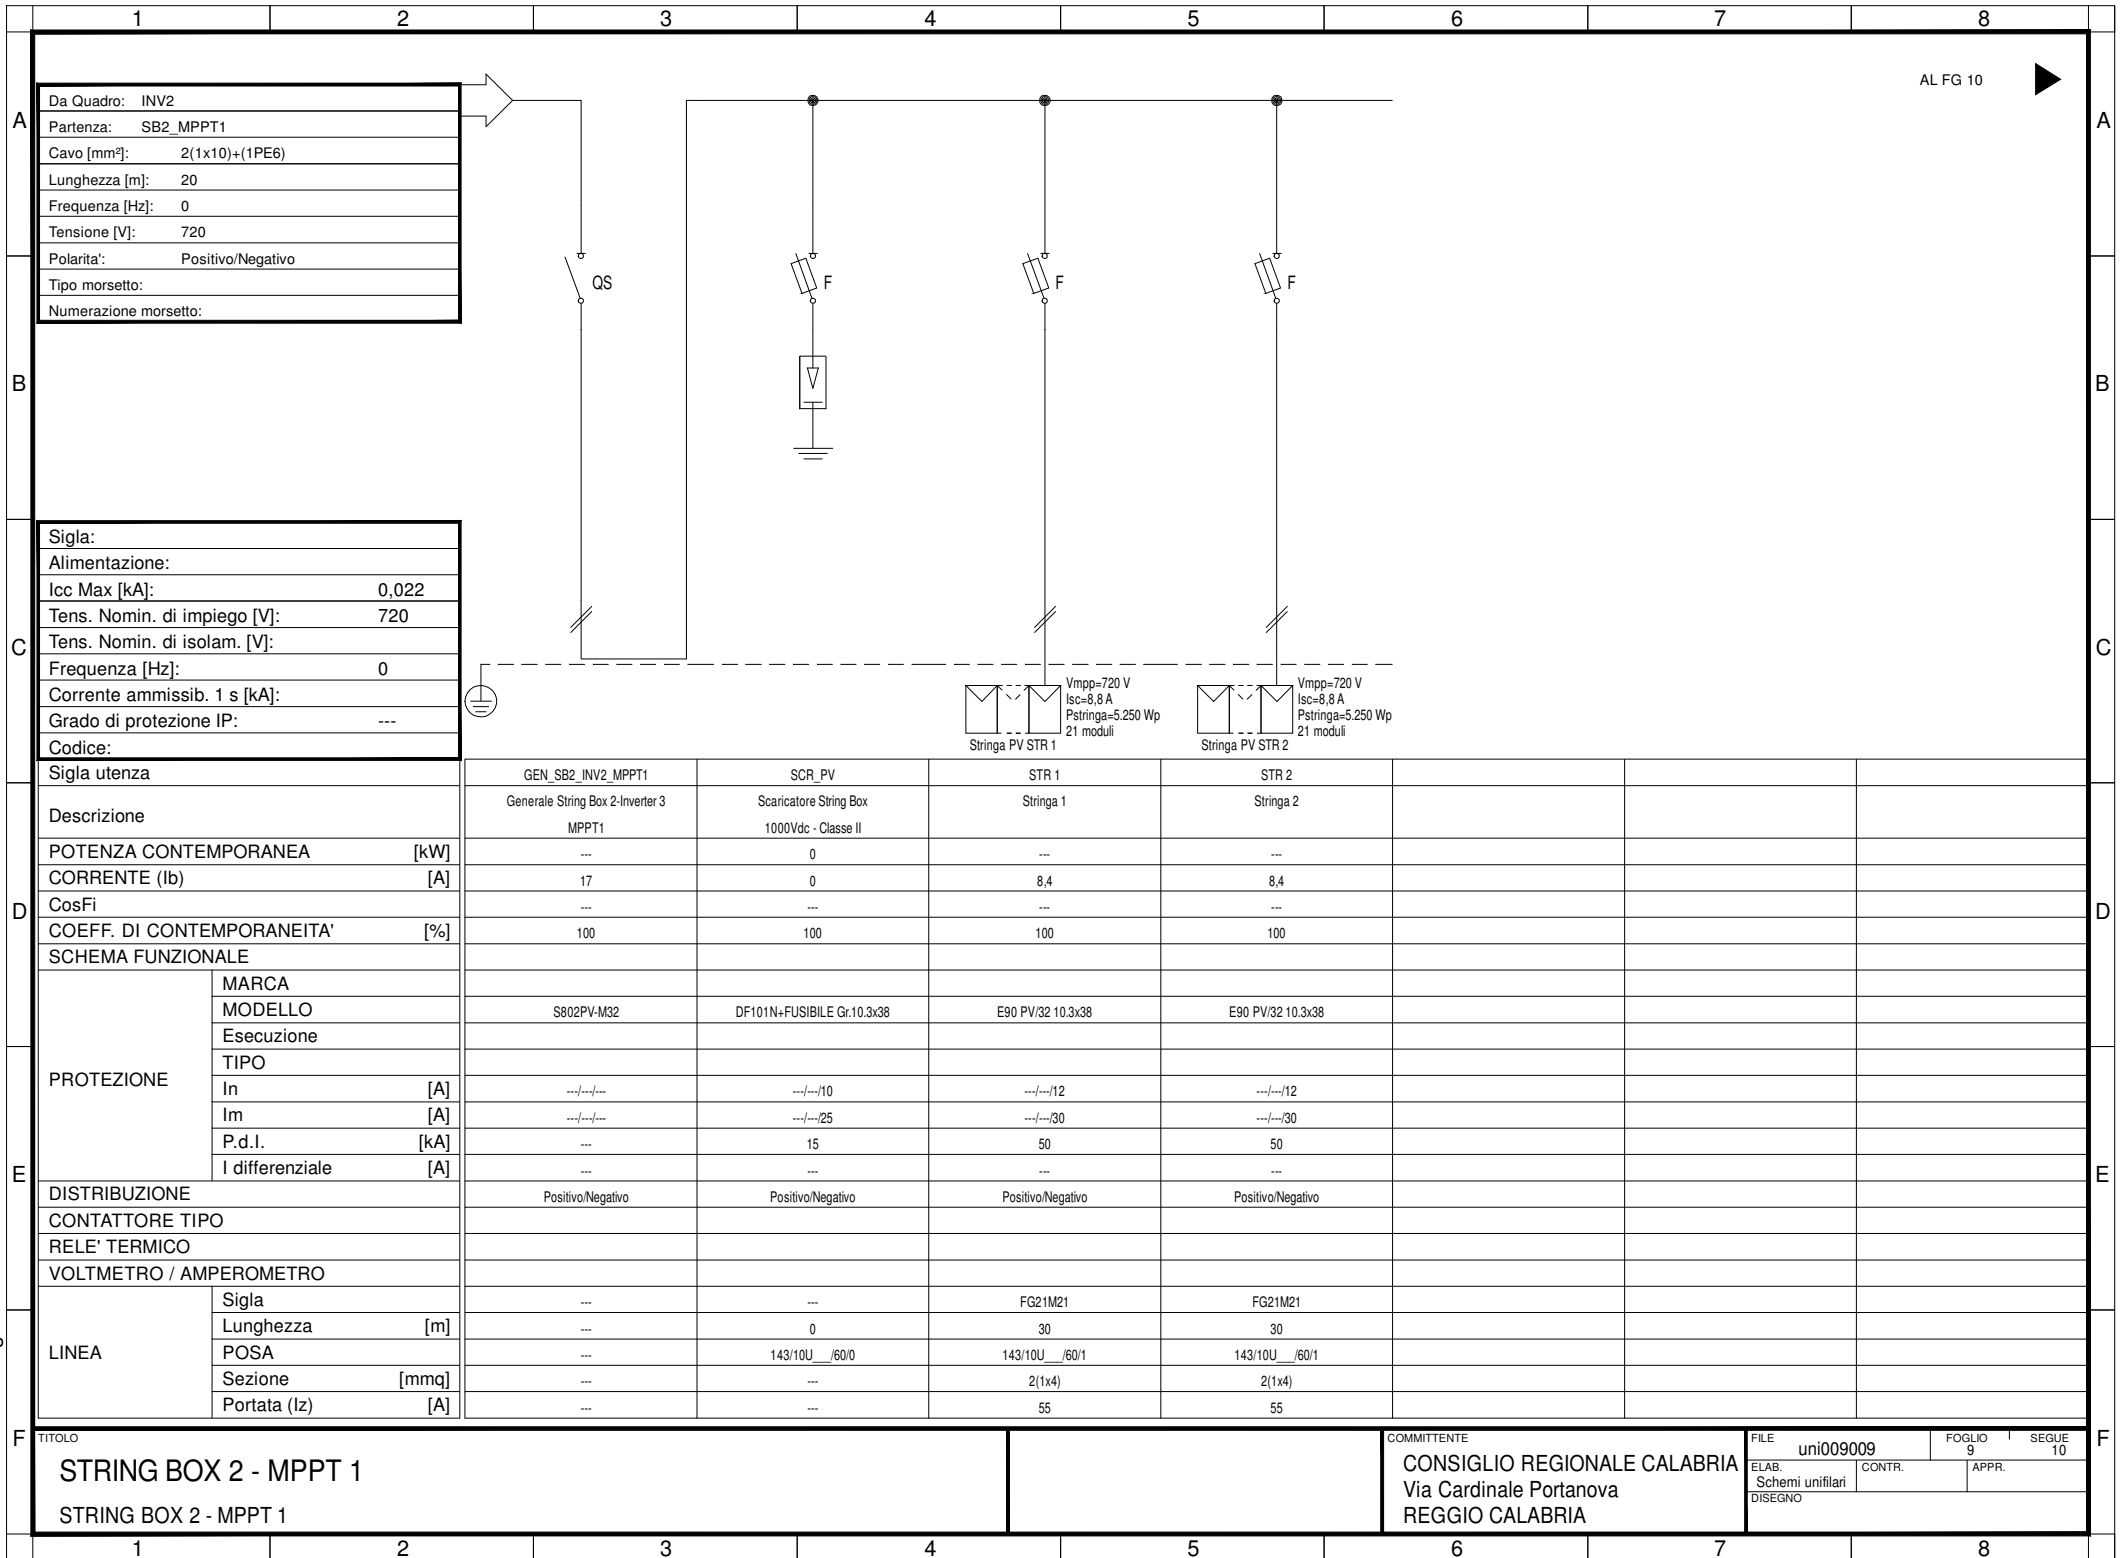 1 2 3 4 5 6 7 8
AL FG 10
A A
B B
C C
D D
E E
F F
Da Quadro: INV2
Partenza: SB2_MPPT1
Cavo [mm²]: 2(1x10)+(1PE6)
Lunghezza [m]: 20
Frequenza [Hz]: 0
Tensione [V]: 720
Polarita': Positivo/Negativo
Tipo morsetto:
Numerazione morsetto:
QS F F F
Sigla:
Alimentazione:
Icc Max [kA]: 0,022
Tens. Nomin. di impiego [V]: 720
Tens. Nomin. di isolam. [V]:
Frequenza [Hz]: 0
Corrente ammissib. 1 s [kA]:
Grado di protezione IP: ---
Codice:
Vmpp=720 V
Isc=8,8 A
Pstringa=5.250 Wp
21 moduli
Stringa PV STR 1
Vmpp=720 V
Isc=8,8 A
Pstringa=5.250 Wp
21 moduli
Stringa PV STR 2
Sigla utenza GEN_SB2_INV2_MPPT1 SCR_PV STR 1 STR 2
Descrizione Generale String Box 2-Inverter 3 Scaricatore String Box Stringa 1 Stringa 2
MPPT1 1000Vdc - Classe II
POTENZA CONTEMPORANEA [kW] --- 0 --- ---
CORRENTE (Ib) [A] 17 0 8,4 8,4
CosFi --- --- --- ---
COEFF. DI CONTEMPORANEITA' [%] 100 100 100 100
SCHEMA FUNZIONALE
PROTEZIONE
MARCA
MODELLO S802PV-M32 DF101N+FUSIBILE Gr.10.3x38 E90 PV/32 10.3x38 E90 PV/32 10.3x38
Esecuzione
TIPO
In [A] ---/---/--- ---/---/10 ---/---/12 ---/---/12
Im [A] ---/---/--- ---/---/25 ---/---/30 ---/---/30
P.d.I. [kA] --- 15 50 50
I differenziale [A] --- --- --- ---
DISTRIBUZIONE Positivo/Negativo Positivo/Negativo Positivo/Negativo Positivo/Negativo
CONTATTORE TIPO
RELE' TERMICO
VOLTMETRO / AMPEROMETRO
LINEA
Sigla --- --- FG21M21 FG21M21
Lunghezza [m] --- 0 30 30
POSA --- 143/10U___/60/0 143/10U___/60/1 143/10U___/60/1
Sezione [mmq] --- --- 2(1x4) 2(1x4)
Portata (Iz) [A] --- --- 55 55
TITOLO
STRING BOX 2 - MPPT 1
STRING BOX 2 - MPPT 1
COMMITTENTE
CONSIGLIO REGIONALE CALABRIA
Via Cardinale Portanova
REGGIO CALABRIA
FILE uni009009
FOGLIO 9
SEGUE 10
ELAB. Schemi unifilari
CONTR.
APPR.
DISEGNO
1 2 3 4 5 6 7 8